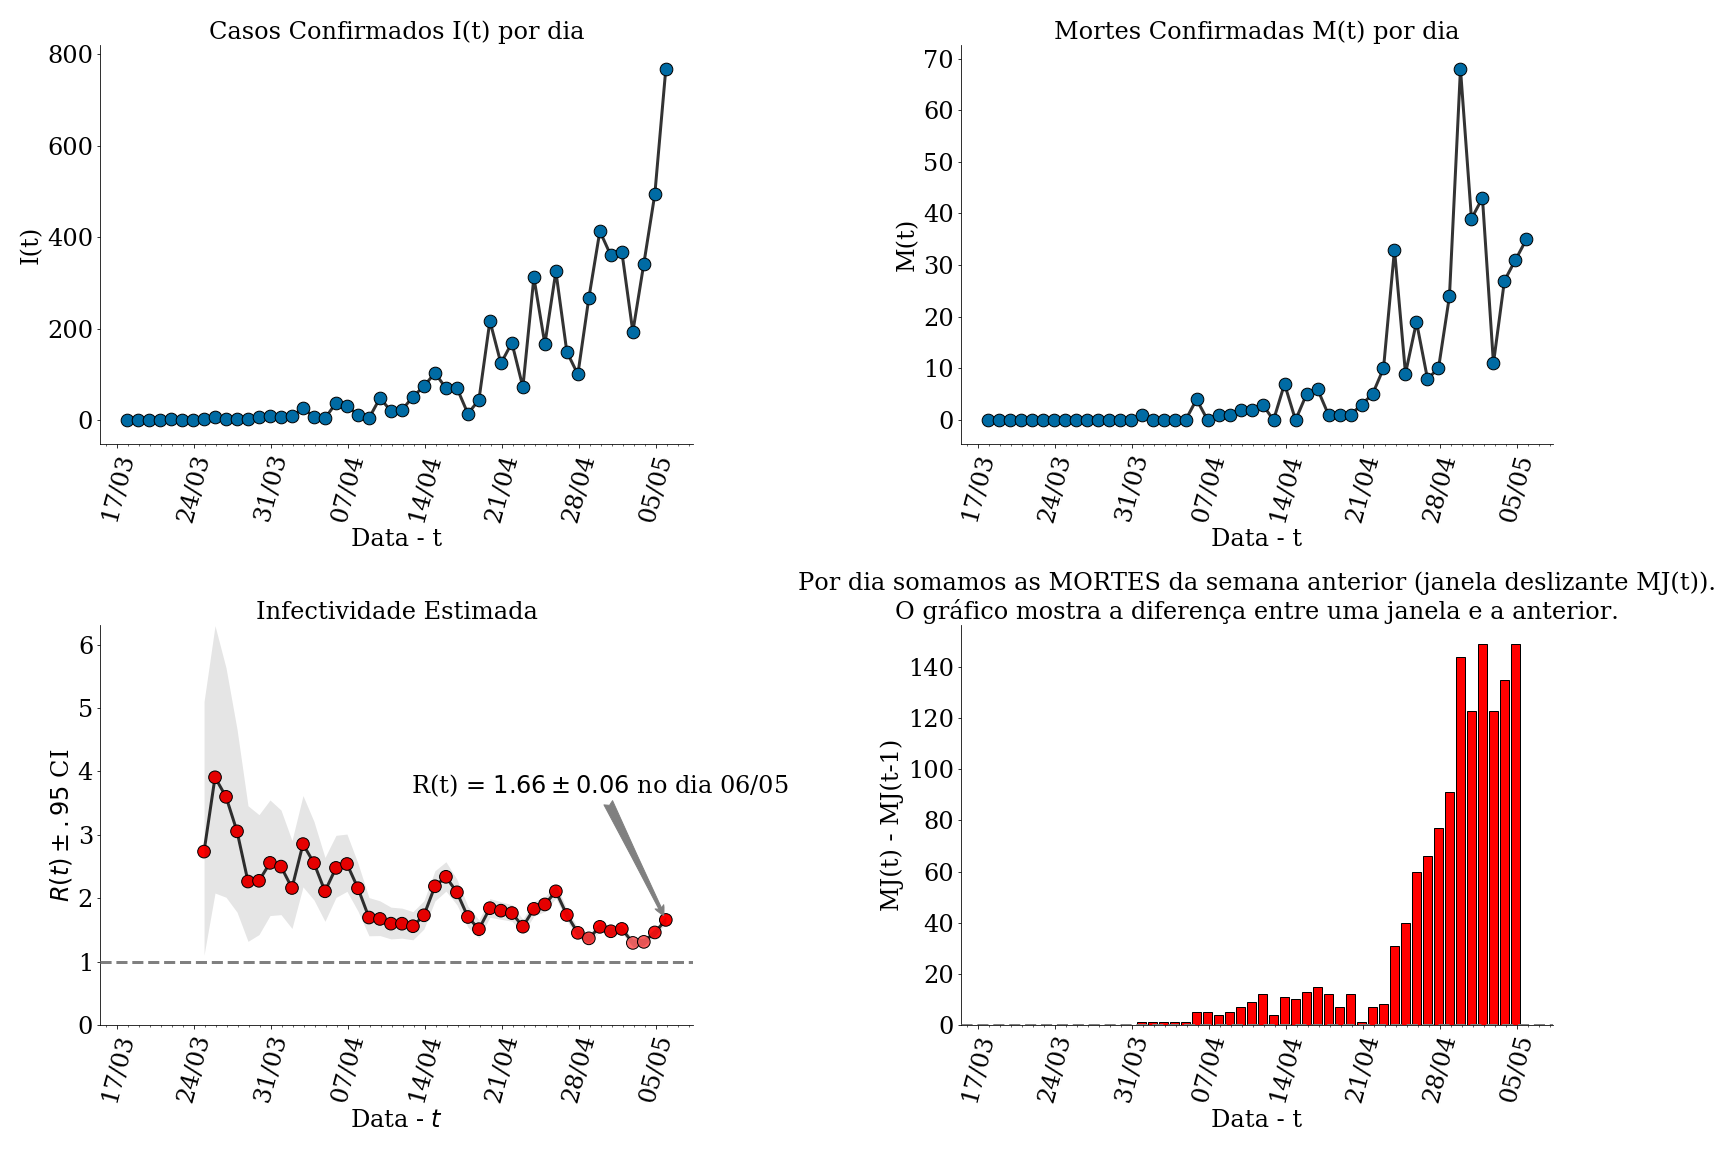 Casos Confirmados I(t) por dia
I(t)
800
600
400
200
0
17/03 24/03 31/03 07/04 14/04 21/04 28/04 05/05
Data - t
Mortes Confirmadas M(t) por dia
M(t)
70
60
50
40
30
20
10
0
17/03 24/03 31/03 07/04 14/04 21/04 28/04 05/05
Data - t
Infectividade Estimada
R(t) ± .95 CI
6
5
4
3
2
1
0
R(t) = 1.66 ± 0.06 no dia 06/05
17/03 24/03 31/03 07/04 14/04 21/04 28/04 05/05
Data - t
Por dia somamos as MORTES da semana anterior (janela deslizante MJ(t)).
O gráfico mostra a diferença entre uma janela e a anterior.
MJ(t) - MJ(t-1)
140
120
100
80
60
40
20
0
17/03 24/03 31/03 07/04 14/04 21/04 28/04 05/05
Data - t